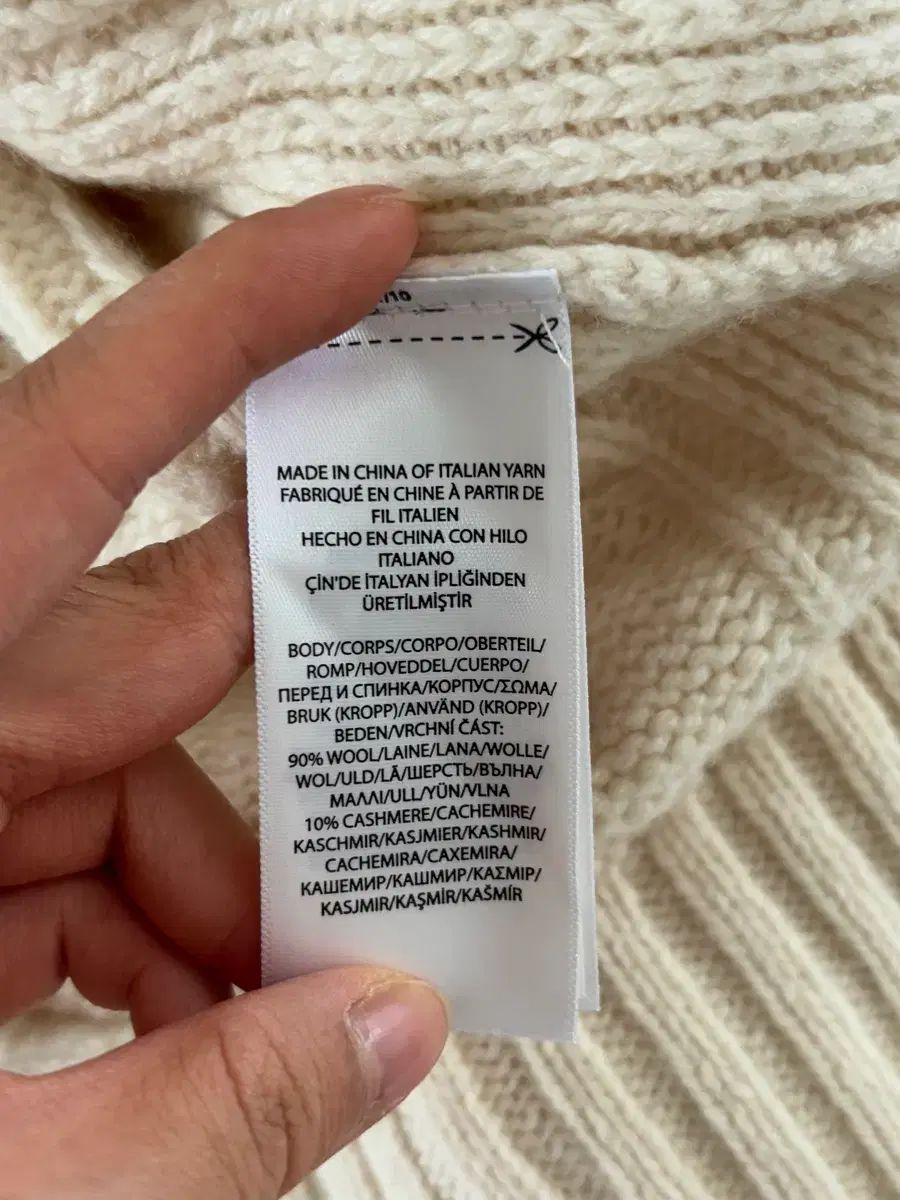 /10
MADE IN CHINA OF ITALIAN YARN
FABRIQUÉ EN CHINE À PARTIR DE
FIL ITALIEN
HECHO EN CHINA CON HILO
ITALIANO
ÇİN'DE İTALYAN İPLİĞİNDEN
ÜRETİLMİŞTİR
BODY/CORPS/CORPO/OBERTEIL/
ROMP/HOVEDDEL/CUERPO/
ПЕРЕД И СПИНКА/КОРПУС/ΣΩΜΑ/
BRUK (KROPP)/ANVÄND (KROPP)/
BEDEN/VRCHNÍ ČÁST:
90% WOOL/LAINE/LANA/WOLLE/
WOL/ULD/LÃ/ШЕРСТЬ/ВЪЛНА/
ΜΑΛΛΙ/ULL/YÜN/VLNA
10% CASHMERE/CACHEMIRE/
KASCHMIR/KASJMIER/KASHMIR/
CACHEMIRA/CAXEMIRA/
КАШЕМИР/КАШМИР/ΚΑΣΜΙΡ/
KASJMIR/KAŞMİR/KAŠMÍR